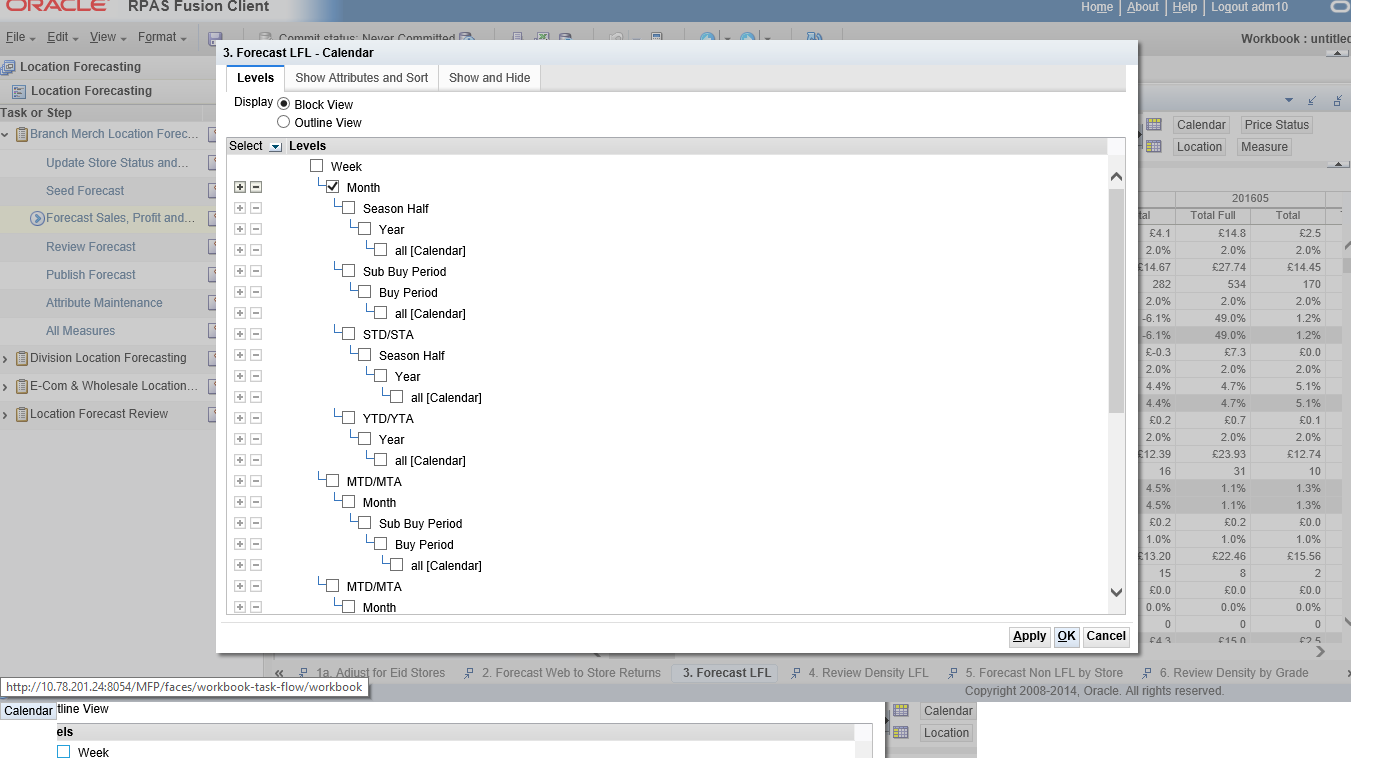 ORACLE RPAS Fusion Client
Home About Help Logout adm10
File Edit View Format Commit status: Never Committed
Workbook : untitled
Location Forecasting
Location Forecasting
Task or Step
Branch Merch Location Forec...
Update Store Status and...
Seed Forecast
Forecast Sales, Profit and...
Review Forecast
Publish Forecast
Attribute Maintenance
All Measures
Division Location Forecasting
E-Com & Wholesale Location...
Location Forecast Review
3. Forecast LFL - Calendar
Levels Show Attributes and Sort Show and Hide
Display Block View
Outline View
Select Levels
Week
Month
Season Half
Year
all [Calendar]
Sub Buy Period
Buy Period
all [Calendar]
STD/STA
Season Half
Year
all [Calendar]
YTD/YTA
Year
all [Calendar]
MTD/MTA
Month
Sub Buy Period
Buy Period
all [Calendar]
MTD/MTA
Month
Apply OK Cancel
Calendar Price Status
Location Measure
201605
tal Total Full Total
£4.1 £14.8 £2.5
2.0% 2.0% 2.0%
£14.67 £27.74 £14.45
282 534 170
2.0% 2.0% 2.0%
-6.1% 49.0% 1.2%
-6.1% 49.0% 1.2%
£-0.3 £7.3 £0.0
2.0% 2.0% 2.0%
4.4% 4.7% 5.1%
4.4% 4.7% 5.1%
£0.2 £0.7 £0.1
2.0% 2.0% 2.0%
£12.39 £23.93 £12.74
16 31 10
4.5% 1.1% 1.3%
4.5% 1.1% 1.3%
£0.2 £0.2 £0.0
1.0% 1.0% 1.0%
£13.20 £22.46 £15.56
15 8 2
£0.0 £0.0 £0.0
0.0% 0.0% 0.0%
0 0 0
£4.3 £15.0 £2.5
1a. Adjust for Eid Stores 2. Forecast Web to Store Returns 3. Forecast LFL 4. Review Density LFL 5. Forecast Non LFL by Store 6. Review Density by Grade
http://10.78.201.24:8054/MFP/faces/workbook-task-flow/workbook
Copyright 2008-2014, Oracle. All rights reserved.
Calendar tline View
Calendar
els
Location
Week